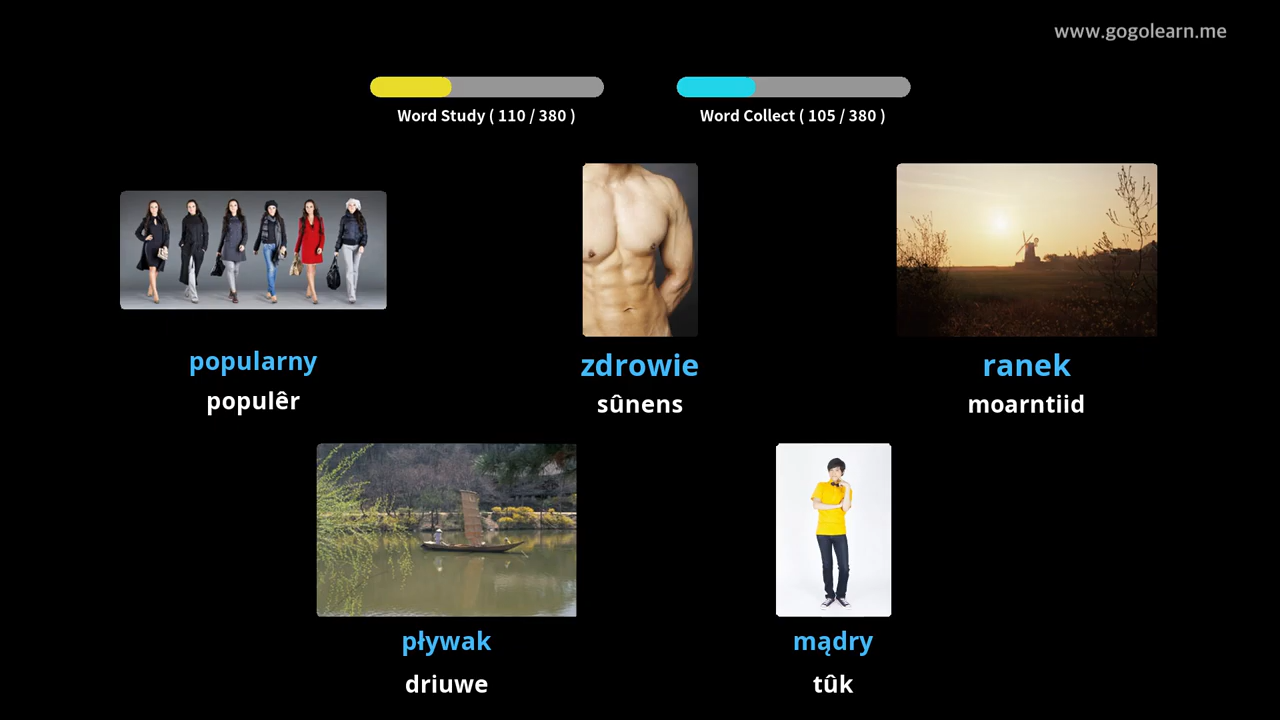 www.gogolearn.me
Word Study ( 110 / 380 )
Word Collect ( 105 / 380 )
popularny
populêr
zdrowie
sûnens
ranek
moarntiid
pływak
driuwe
mądry
tûk